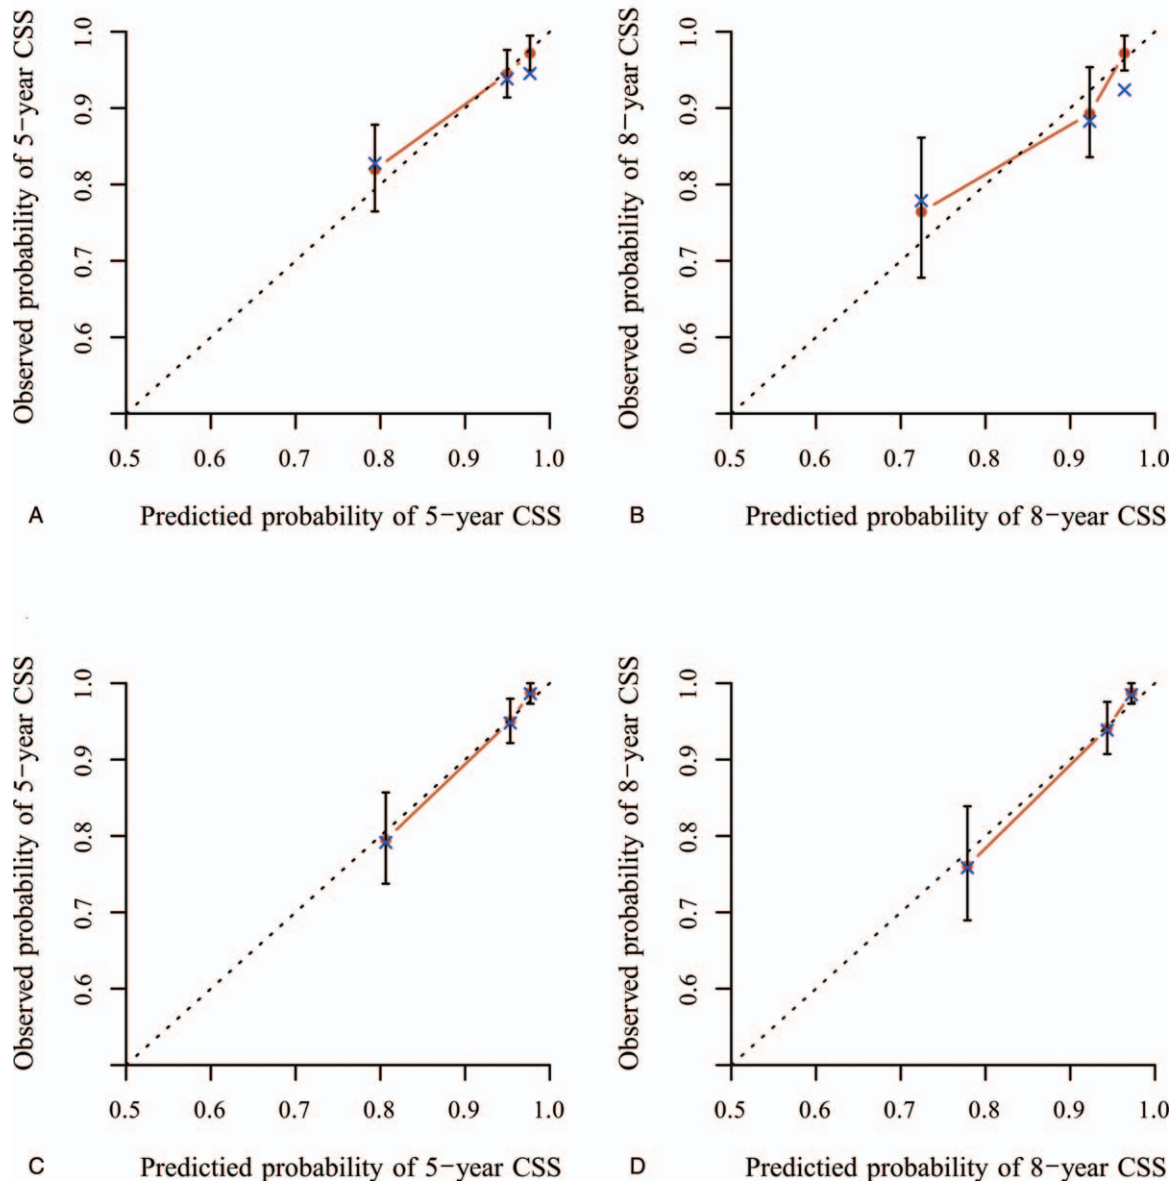 Observed probability of 5−year CSS
1.0
0.9
0.8
0.7
0.6
0.5 0.6 0.7 0.8 0.9 1.0
A Predictied probability of 5−year CSS
Observed probability of 8−year CSS
1.0
0.9
0.8
0.7
0.6
0.5 0.6 0.7 0.8 0.9 1.0
B Predictied probability of 8−year CSS
Observed probability of 5−year CSS
1.0
0.9
0.8
0.7
0.6
0.5 0.6 0.7 0.8 0.9 1.0
C Predictied probability of 5−year CSS
Observed probability of 8−year CSS
1.0
0.9
0.8
0.7
0.6
0.5 0.6 0.7 0.8 0.9 1.0
D Predictied probability of 8−year CSS